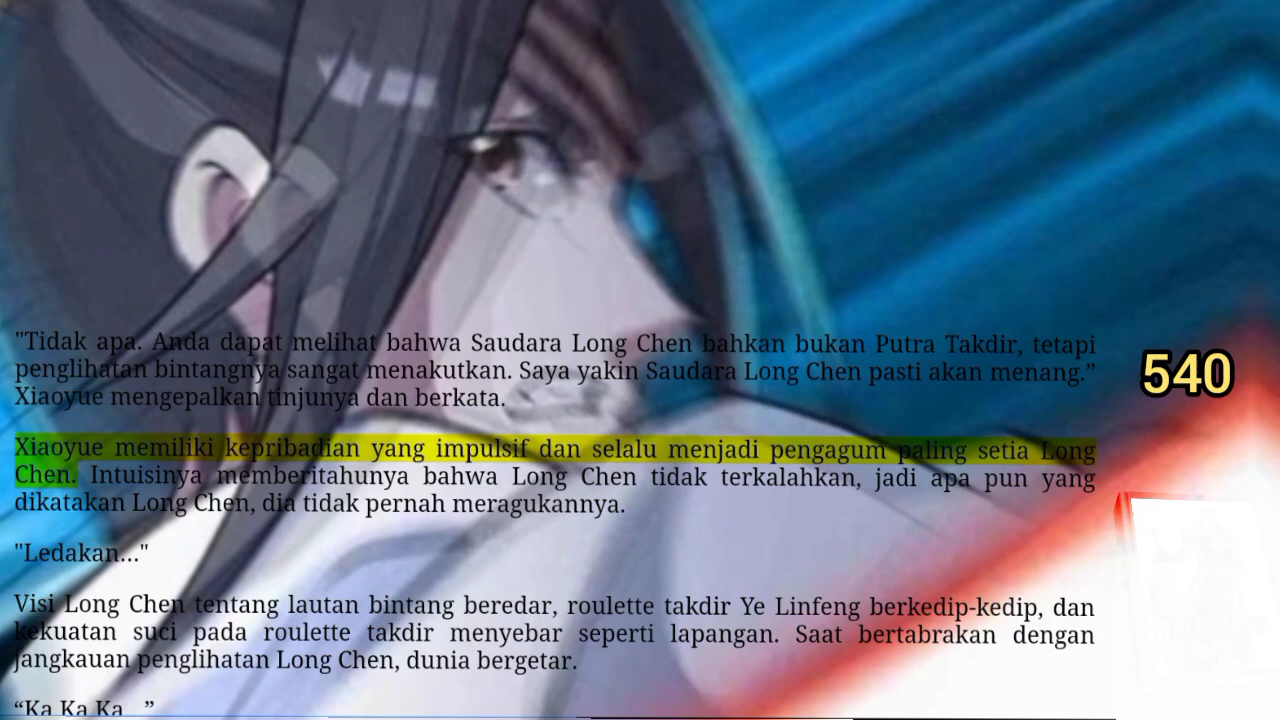 "Tidak apa. Anda dapat melihat bahwa Saudara Long Chen bahkan bukan Putra Takdir, tetapi
penglihatan bintangnya sangat menakutkan. Saya yakin Saudara Long Chen pasti akan menang.”
Xiaoyue mengepalkan tinjunya dan berkata.
540
Xiaoyue memiliki kepribadian yang impulsif dan selalu menjadi pengagum paling setia Long
Chen. Intuisinya memberitahunya bahwa Long Chen tidak terkalahkan, jadi apa pun yang
dikatakan Long Chen, dia tidak pernah meragukannya.
"Ledakan..."
Visi Long Chen tentang lautan bintang beredar, roulette takdir Ye Linfeng berkedip-kedip, dan
kekuatan suci pada roulette takdir menyebar seperti lapangan. Saat bertabrakan dengan
jangkauan penglihatan Long Chen, dunia bergetar.
“Ka Ka Ka...”